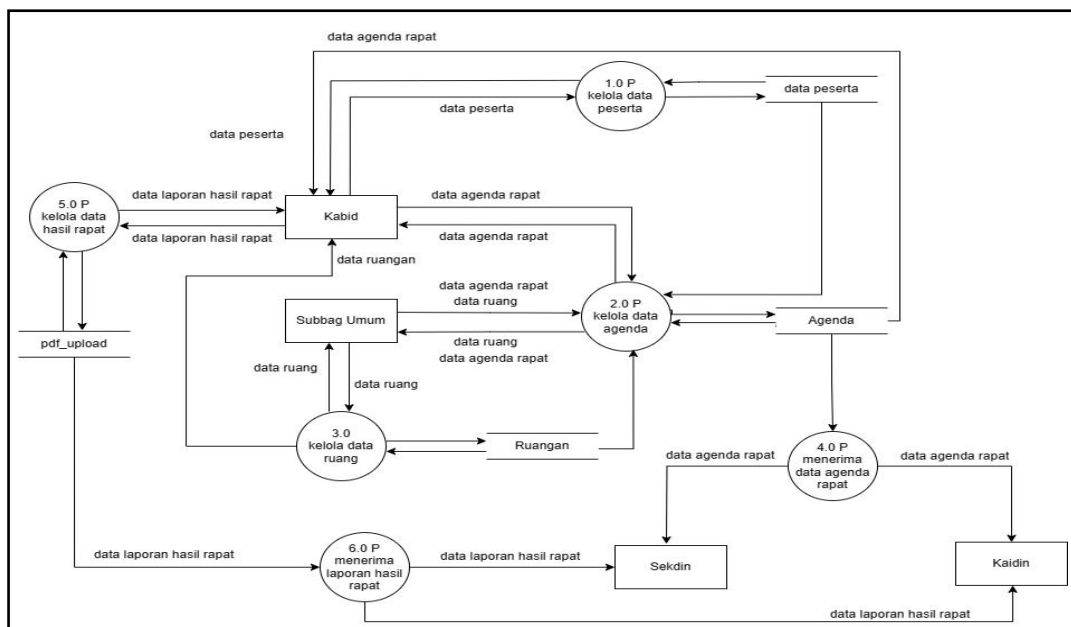 data agenda rapat
1.0 P
kelola data
peserta
data peserta
data peserta
data peserta
5.0 P
kelola data
hasil rapat
data laporan hasil rapat
data laporan hasil rapat
Kabid
data agenda rapat
data agenda rapat
data ruangan
data agenda rapat
data ruang
Subbag Umum
data ruang
data agenda rapat
2.0 P
kelola data
agenda
Agenda
pdf_upload
data ruang
data ruang
3.0
kelola data
ruang
Ruangan
4.0 P
menerima
data agenda
rapat
data agenda rapat
data agenda rapat
data laporan hasil rapat
6.0 P
menerima
laporan hasil
rapat
data laporan hasil rapat
Sekdin
Kaidin
data laporan hasil rapat